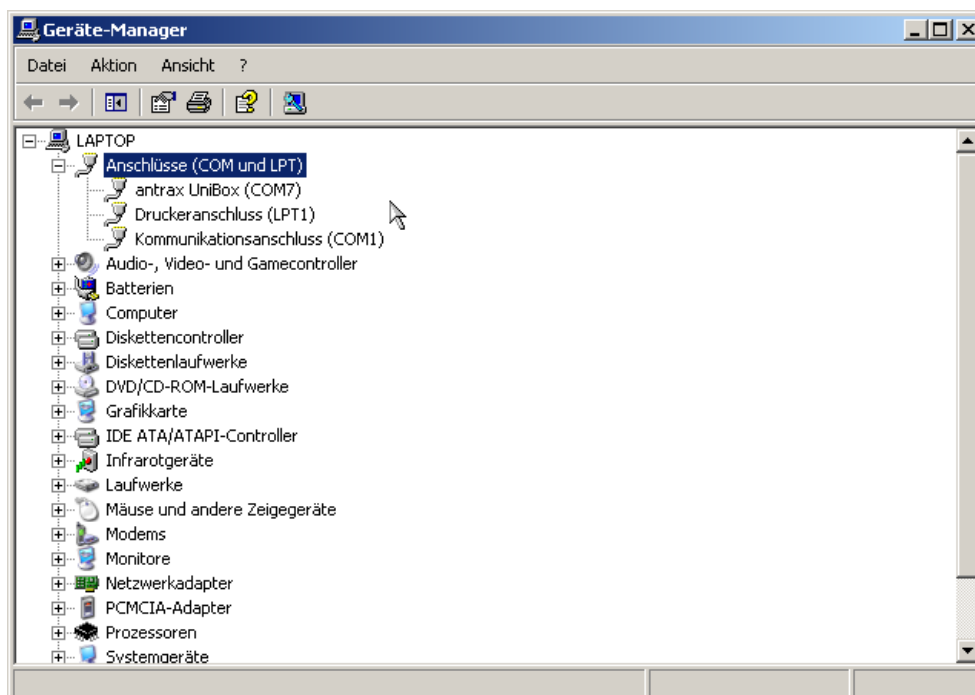 Geräte-Manager
Datei Aktion Ansicht ?
LAPTOP
Anschlüsse (COM und LPT)
antrax UniBox (COM7)
Druckeranschluss (LPT1)
Kommunikationsanschluss (COM1)
Audio-, Video- und Gamecontroller
Batterien
Computer
Diskettencontroller
Diskettenlaufwerke
DVD/CD-ROM-Laufwerke
Grafikkarte
IDE ATA/ATAPI-Controller
Infrarotgeräte
Laufwerke
Mäuse und andere Zeigegeräte
Modems
Monitore
Netzwerkadapter
PCMCIA-Adapter
Prozessoren
Systemgeräte